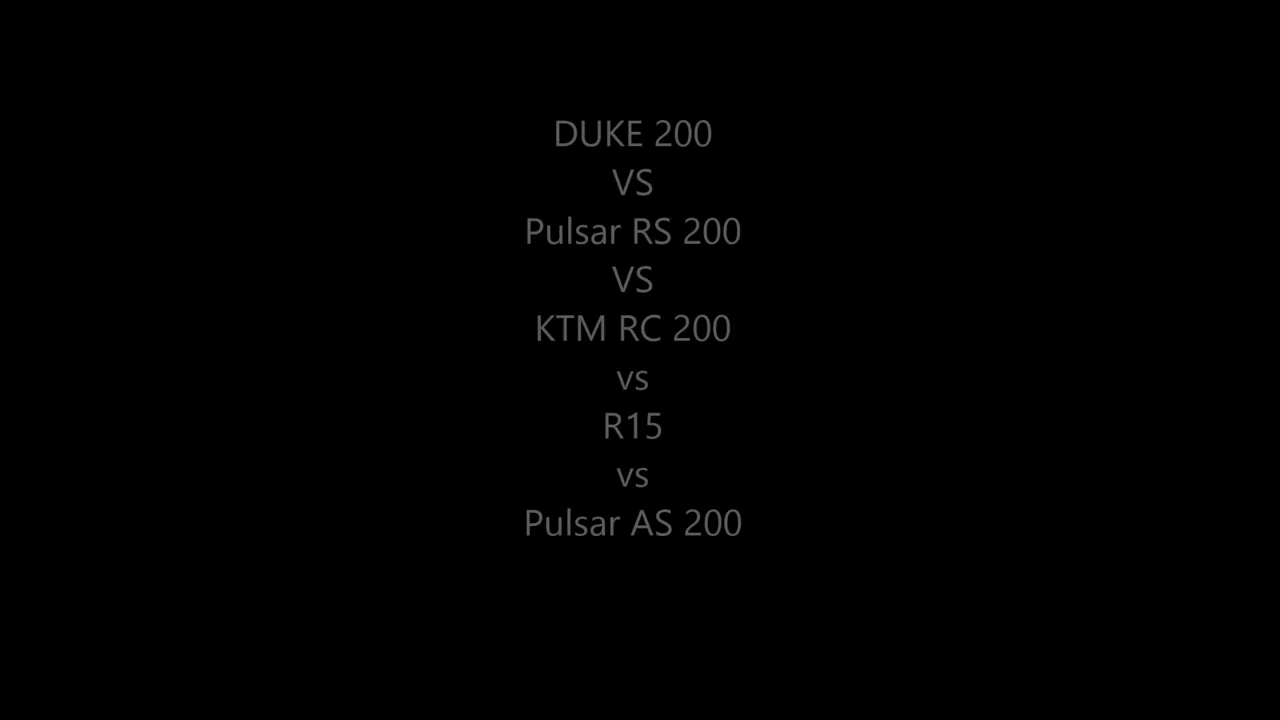 DUKE 200
VS
Pulsar RS 200
VS
KTM RC 200
vs
R15
vs
Pulsar AS 200